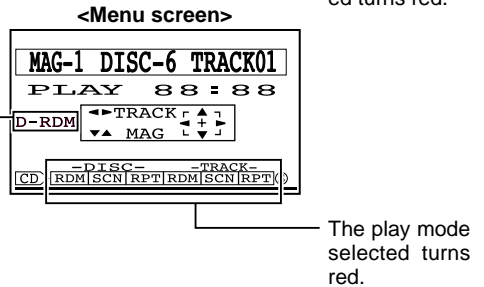 ed turns red.
<Menu screen>
MAG-1 DISC-6 TRACK01
PLAY 88:88
D-RDM
◄►TRACK
▼▲ MAG
+
-DISC- -TRACK-
CD RDM SCN RPT RDM SCN RPT
The play mode
selected turns
red.